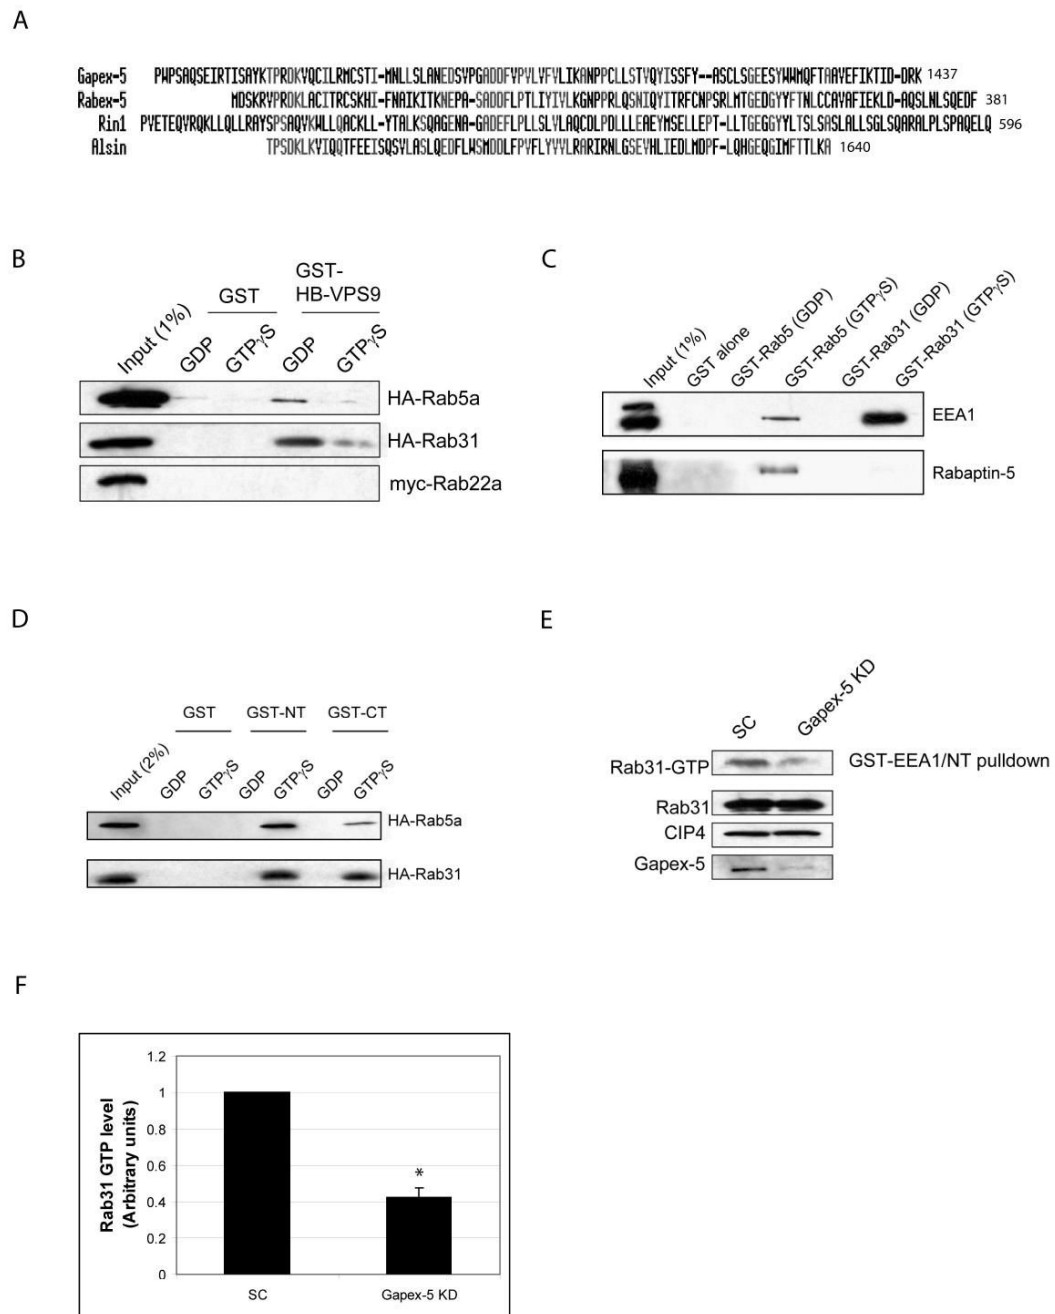 A
Gapex-5 PWPSAQSEIRTISAYKTPRDKVQCILRMCSTI-MNLLSLANEDSVPGADDFVPVLVFVLIKANPPCLLSTVQYISSFY--ASCLSGEESYWWMQFTAAVEFIKTID-DRK 1437
Rabex-5 MDSKRVPRDKLACITRCSKHI-FNAIKITKNEPA-SADDFLPTLIYIVLKGNPPRLQSNIQYITRFCNPSRLMTGEDGYYFTNLCCAVAFIEKLD-AQSLNLSQEDF 381
Rin1 PVETEQVRQKLLQLLRAYSPSAQVKWLLQACKLL-YTALKSQAGENA-GADEFLPLLSLVLAQCDLPDLLLEAEYMSELLEPT-LLTGEGGYYLTSLSASLALLSGLSQARALPLSPAQELQ 596
Alsin TPSDKLKVIQQTFEEISQSVLASLQEDFLWSMDDLFPVFLYVVLRARIRNLGSEVHLIEDLMDPF-LQHGEQGIMFTTLKA 1640
B
GST
GST-
HB-VPS9
Input (1%) GDP GTPγS GDP GTPγS
HA-Rab5a
HA-Rab31
myc-Rab22a
C
Input (1%) GST alone GST-Rab5 (GDP) GST-Rab5 (GTPγS) GST-Rab31 (GDP) GST-Rab31 (GTPγS)
EEA1
Rabaptin-5
D
GST GST-NT GST-CT
Input (2%) GDP GTPγS GDP GTPγS GDP GTPγS
HA-Rab5a
HA-Rab31
E
SC Gapex-5 KD
Rab31-GTP GST-EEA1/NT pulldown
Rab31
CIP4
Gapex-5
F
Rab31 GTP level
(Arbitrary units)
1.2
1
0.8
0.6
0.4
0.2
0
*
SC Gapex-5 KD